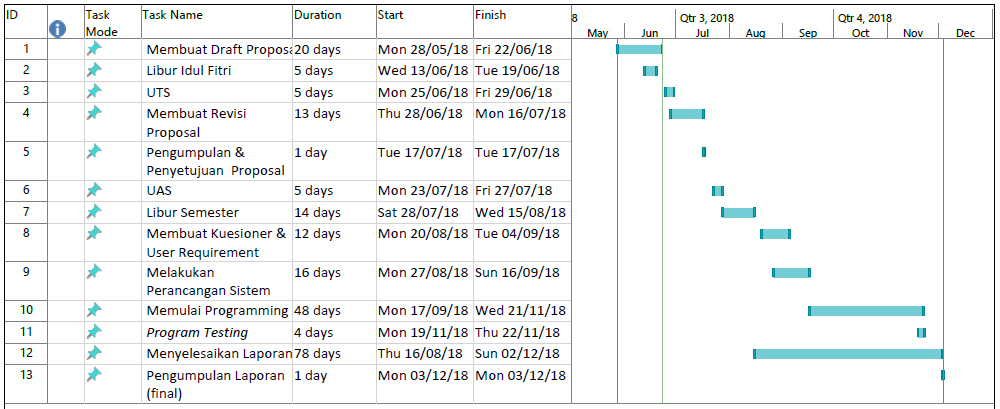 ID Task Mode Task Name Duration Start Finish 8 Qtr 3, 2018 Qtr 4, 2018
May Jun Jul Aug Sep Oct Nov Dec
1 Membuat Draft Proposa 20 days Mon 28/05/18 Fri 22/06/18
2 Libur Idul Fitri 5 days Wed 13/06/18 Tue 19/06/18
3 UTS 5 days Mon 25/06/18 Fri 29/06/18
4 Membuat Revisi 13 days Thu 28/06/18 Mon 16/07/18
Proposal
5 Pengumpulan & 1 day Tue 17/07/18 Tue 17/07/18
Penyetujuan Proposal
6 UAS 5 days Mon 23/07/18 Fri 27/07/18
7 Libur Semester 14 days Sat 28/07/18 Wed 15/08/18
8 Membuat Kuesioner & 12 days Mon 20/08/18 Tue 04/09/18
User Requirement
9 Melakukan 16 days Mon 27/08/18 Sun 16/09/18
Perancangan Sistem
10 Memulai Programming 48 days Mon 17/09/18 Wed 21/11/18
11 Program Testing 4 days Mon 19/11/18 Thu 22/11/18
12 Menyelesaikan Laporan 78 days Thu 16/08/18 Sun 02/12/18
13 Pengumpulan Laporan 1 day Mon 03/12/18 Mon 03/12/18
(final)